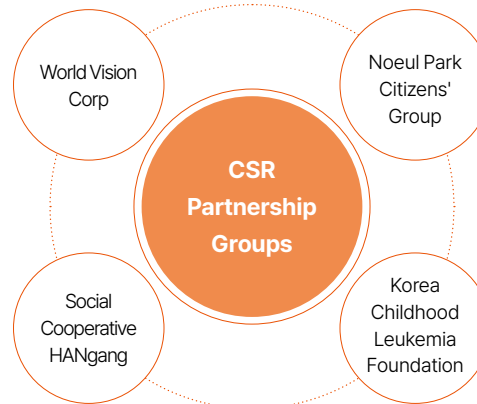 World Vision
Corp
Noeul Park
Citizens'
Group
CSR
Partnership
Groups
Social
Cooperative
HANgang
Korea
Childhood
Leukemia
Foundation